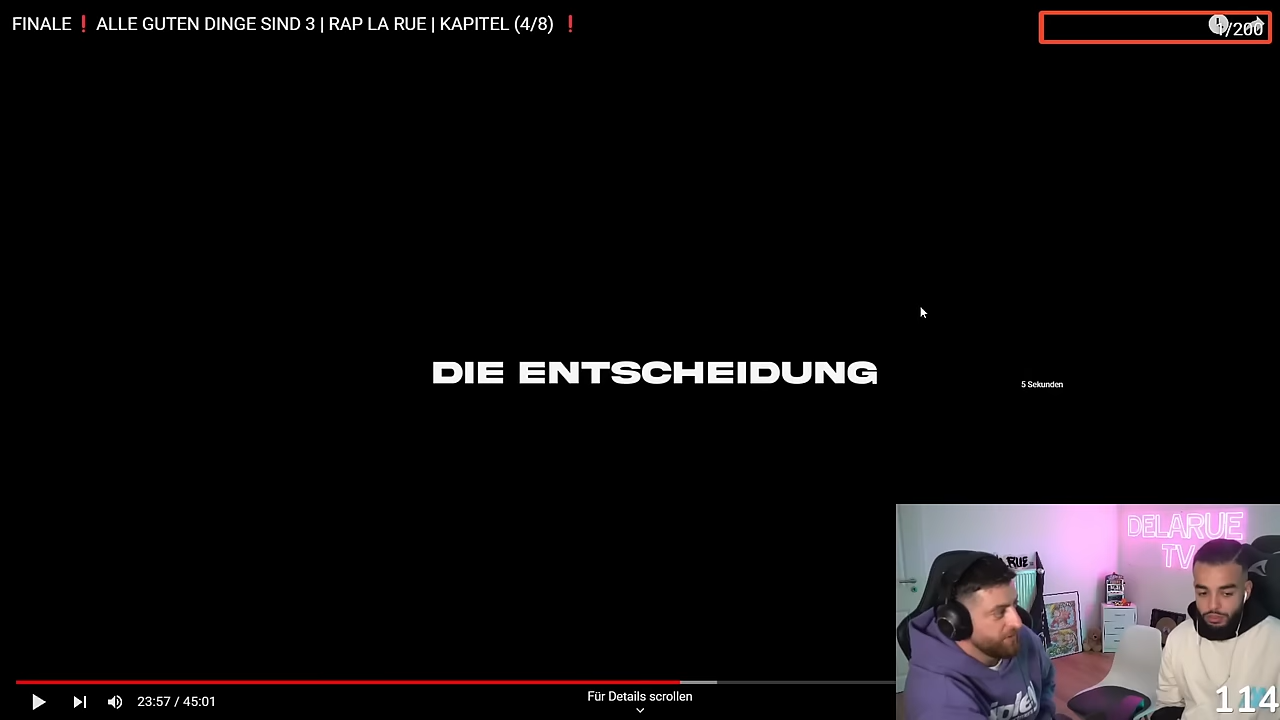 FINALE❗ ALLE GUTEN DINGE SIND 3 | RAP LA RUE | KAPITEL (4/8) ❗
1/200
DIE ENTSCHEIDUNG
5 Sekunden
DELARUE
TV
RUE
23:57 / 45:01
Für Details scrollen
114